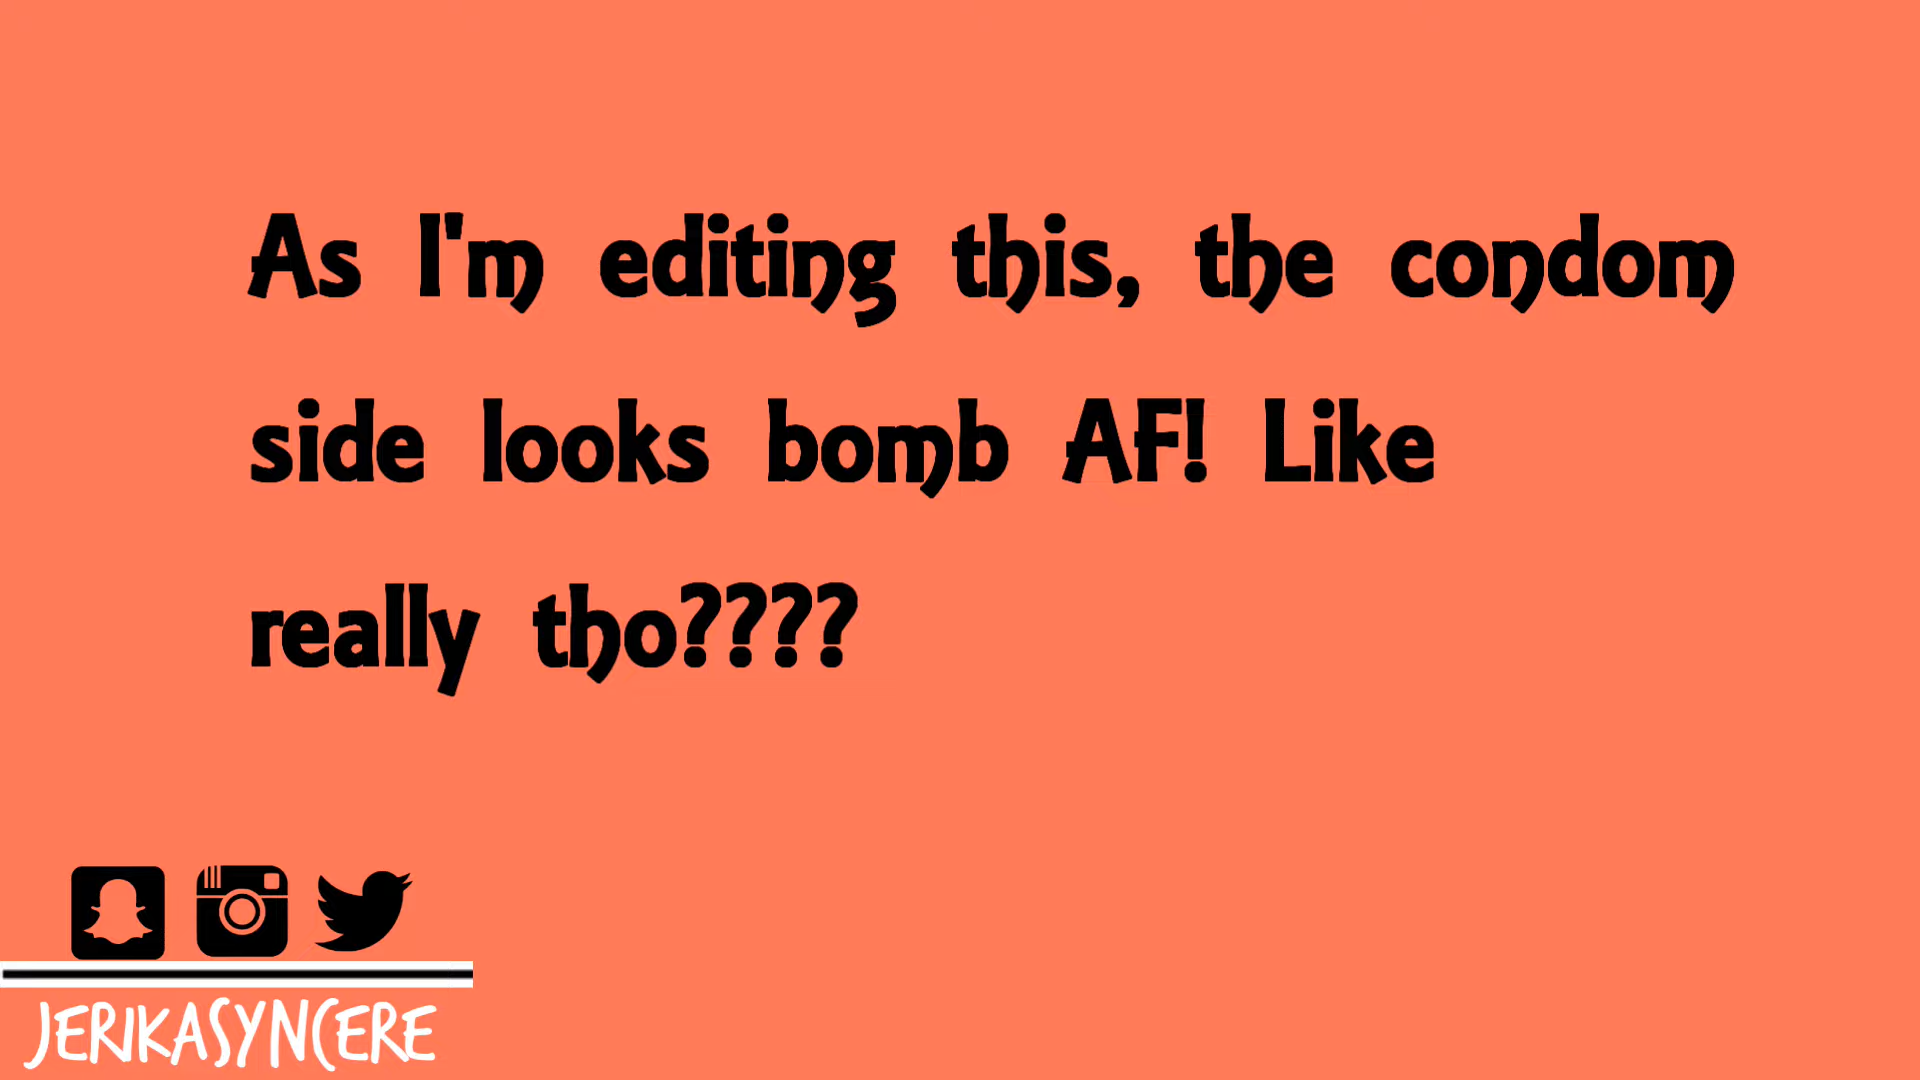 As I'm editing this, the condom
side looks bomb AF! Like
really tho????
JERIKASYNCERE